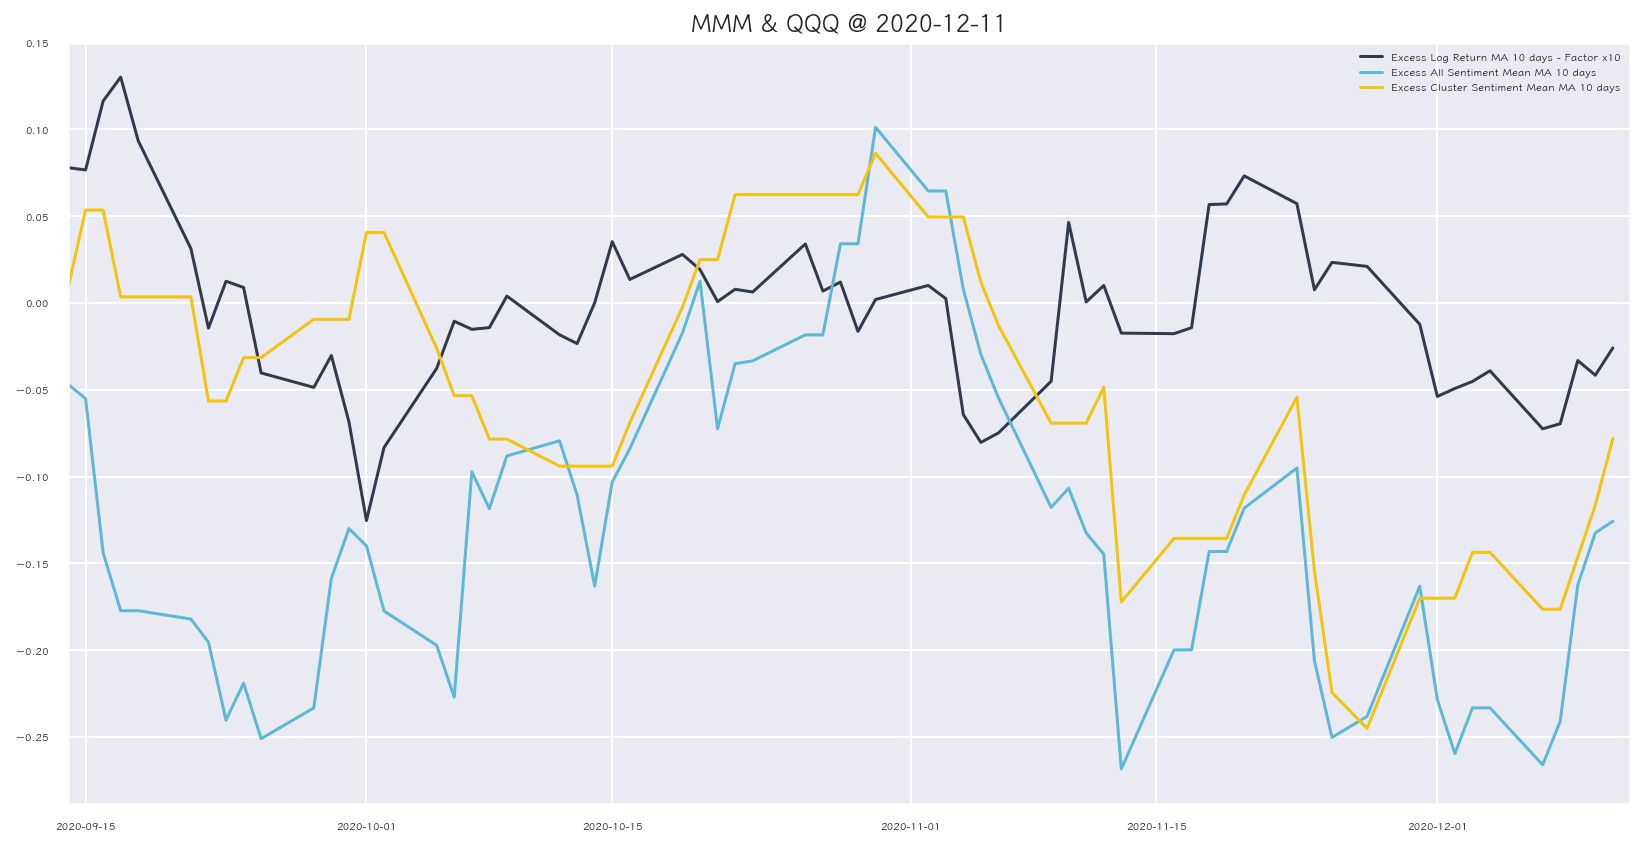 MMM & QQQ @ 2020-12-11
Excess Log Return MA 10 days - Factor x10
Excess All Sentiment Mean MA 10 days
Excess Cluster Sentiment Mean MA 10 days
0.15
0.10
0.05
0.00
−0.05
−0.10
−0.15
−0.20
−0.25
2020-09-15 2020-10-01 2020-10-15 2020-11-01 2020-11-15 2020-12-01